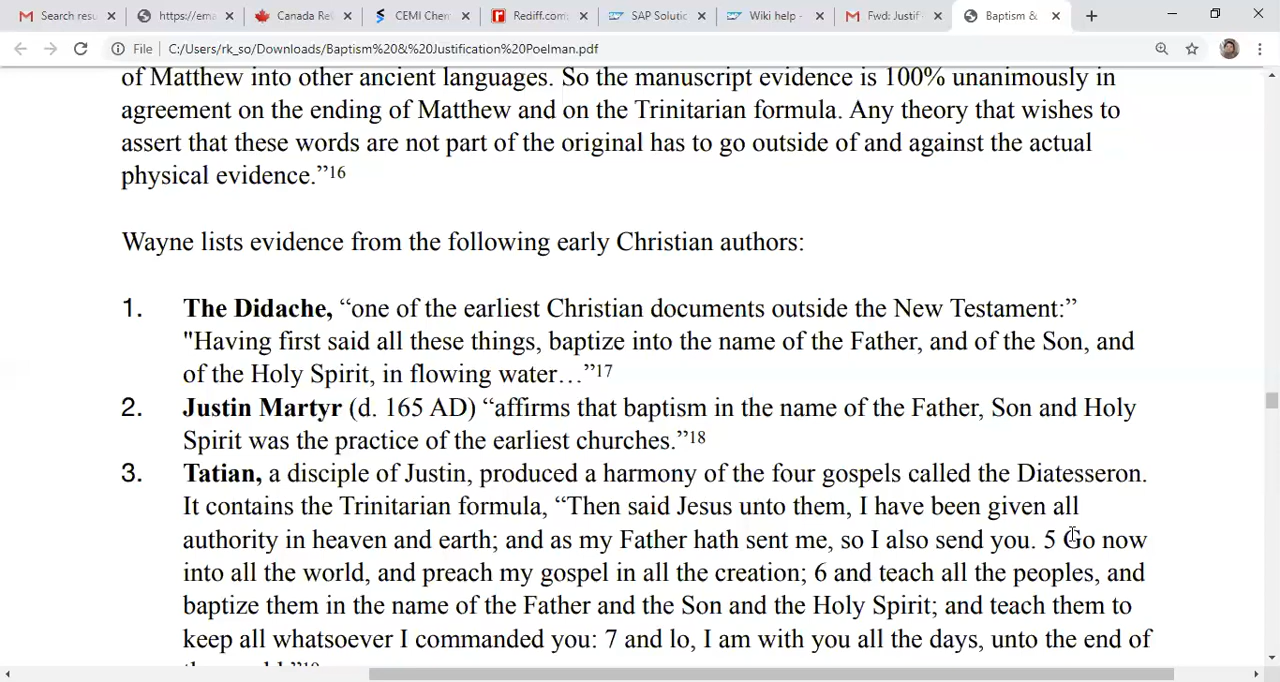 Search resu
https://ema
Canada Re
CEMI Chem
Rediff.com:
SAP Solutic
Wiki help -
Fwd: Justif
Baptism &
File
C:/Users/rk_so/Downloads/Baptism%20&%20Justification%20Poelman.pdf
of Matthew into other ancient languages. So the manuscript evidence is 100% unanimously in
agreement on the ending of Matthew and on the Trinitarian formula. Any theory that wishes to
assert that these words are not part of the original has to go outside of and against the actual
physical evidence.”16
Wayne lists evidence from the following early Christian authors:
1. The Didache, “one of the earliest Christian documents outside the New Testament:”
"Having first said all these things, baptize into the name of the Father, and of the Son, and
of the Holy Spirit, in flowing water…”17
2. Justin Martyr (d. 165 AD) “affirms that baptism in the name of the Father, Son and Holy
Spirit was the practice of the earliest churches.”18
3. Tatian, a disciple of Justin, produced a harmony of the four gospels called the Diatesseron.
It contains the Trinitarian formula, “Then said Jesus unto them, I have been given all
authority in heaven and earth; and as my Father hath sent me, so I also send you. 5 Go now
into all the world, and preach my gospel in all the creation; 6 and teach all the peoples, and
baptize them in the name of the Father and the Son and the Holy Spirit; and teach them to
keep all whatsoever I commanded you: 7 and lo, I am with you all the days, unto the end of